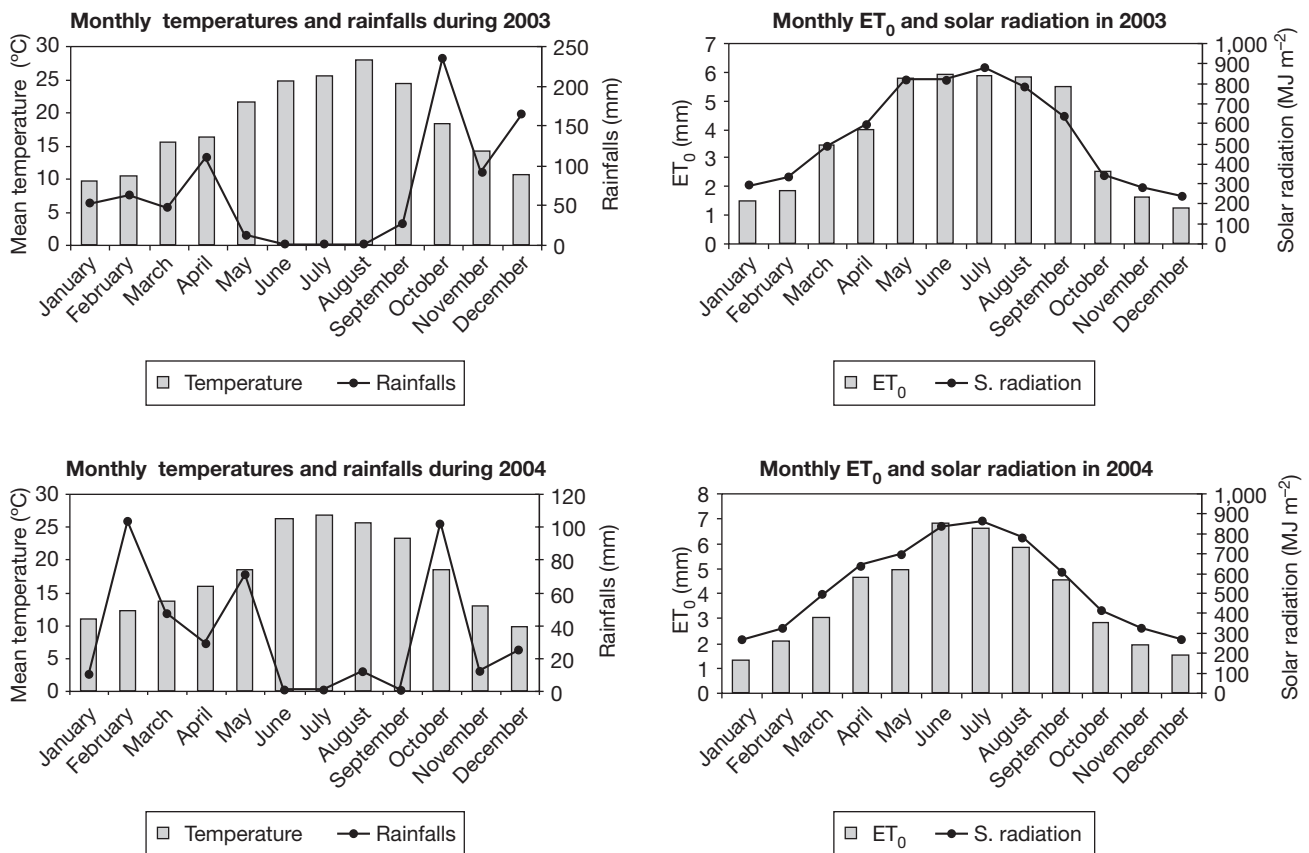 Monthly temperatures and rainfalls during 2003
Mean temperature (ºC)
30
25
20
15
10
5
0
250
200
150
100
50
0
Rainfalls (mm)
January
February
March
April
May
June
July
August
September
October
November
December
Temperature
Rainfalls
Monthly ET0 and solar radiation in 2003
ET0 (mm)
7
6
5
4
3
2
1
0
1,000
900
800
700
600
500
400
300
200
100
0
Solar radiation (MJ m−2)
January
February
March
April
May
June
July
August
September
October
November
December
ET0
S. radiation
Monthly temperatures and rainfalls during 2004
Mean temperature (ºC)
30
25
20
15
10
5
0
120
100
80
60
40
20
0
Rainfalls (mm)
January
February
March
April
May
June
July
August
September
October
November
December
Temperature
Rainfalls
Monthly ET0 and solar radiation in 2004
ET0 (mm)
8
7
6
5
4
3
2
1
0
1,000
900
800
700
600
500
400
300
200
100
0
Solar radiation (MJ m−2)
January
February
March
April
May
June
July
August
September
October
November
December
ET0
S. radiation